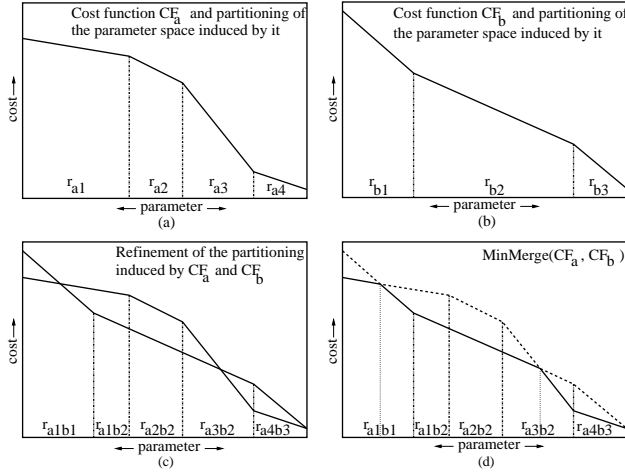 Cost function CFa and partitioning of
the parameter space induced by it
cost
ra1 ra2 ra3 ra4
parameter
(a)
Cost function CFb and partitioning of
the parameter space induced by it
cost
rb1 rb2 rb3
parameter
(b)
Refinement of the partitioning
induced by CFa and CFb
cost
ra1b1 ra1b2 ra2b2 ra3b2 ra4b3
parameter
(c)
MinMerge(CFa , CFb )
cost
ra1b1 ra1b2 ra2b2 ra3b2 ra4b3
parameter
(d)